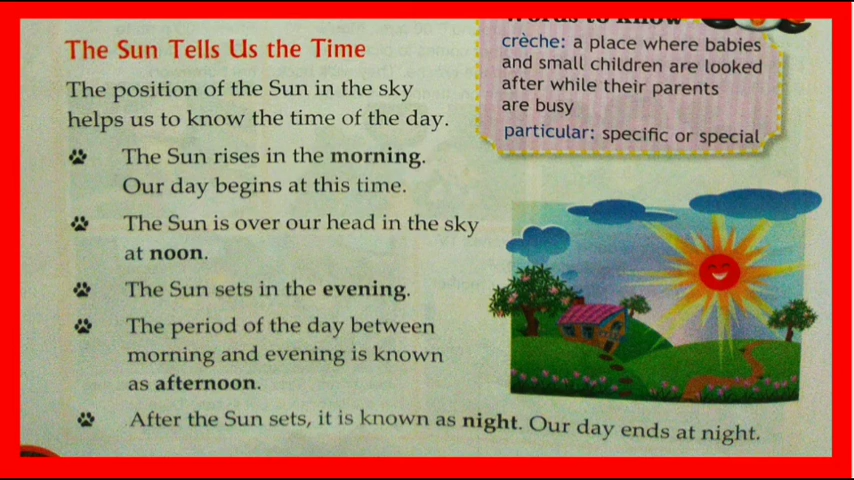 The Sun Tells Us the Time
The position of the Sun in the sky
helps us to know the time of the day.
The Sun rises in the morning.
Our day begins at this time.
The Sun is over our head in the sky
at noon.
The Sun sets in the evening.
The period of the day between
morning and evening is known
as afternoon.
After the Sun sets, it is known as night. Our day ends at night.
Words to know
crèche: a place where babies
and small children are looked
after while their parents
are busy
particular: specific or special